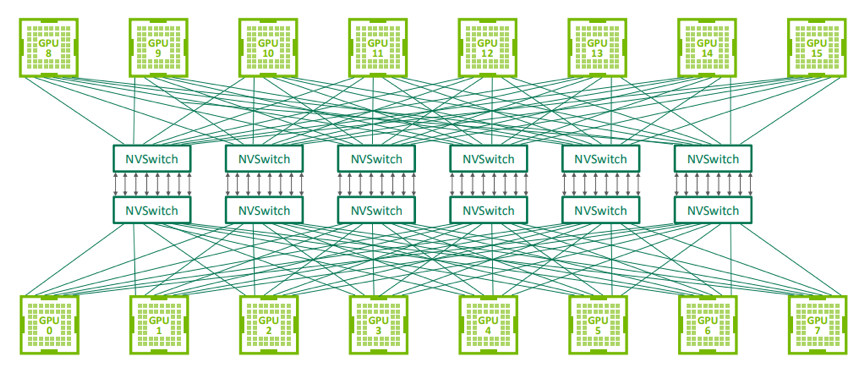 GPU 8 GPU 9 GPU 10 GPU 11 GPU 12 GPU 13 GPU 14 GPU 15
NVSwitch NVSwitch NVSwitch NVSwitch NVSwitch NVSwitch
NVSwitch NVSwitch NVSwitch NVSwitch NVSwitch NVSwitch
GPU 0 GPU 1 GPU 2 GPU 3 GPU 4 GPU 5 GPU 6 GPU 7